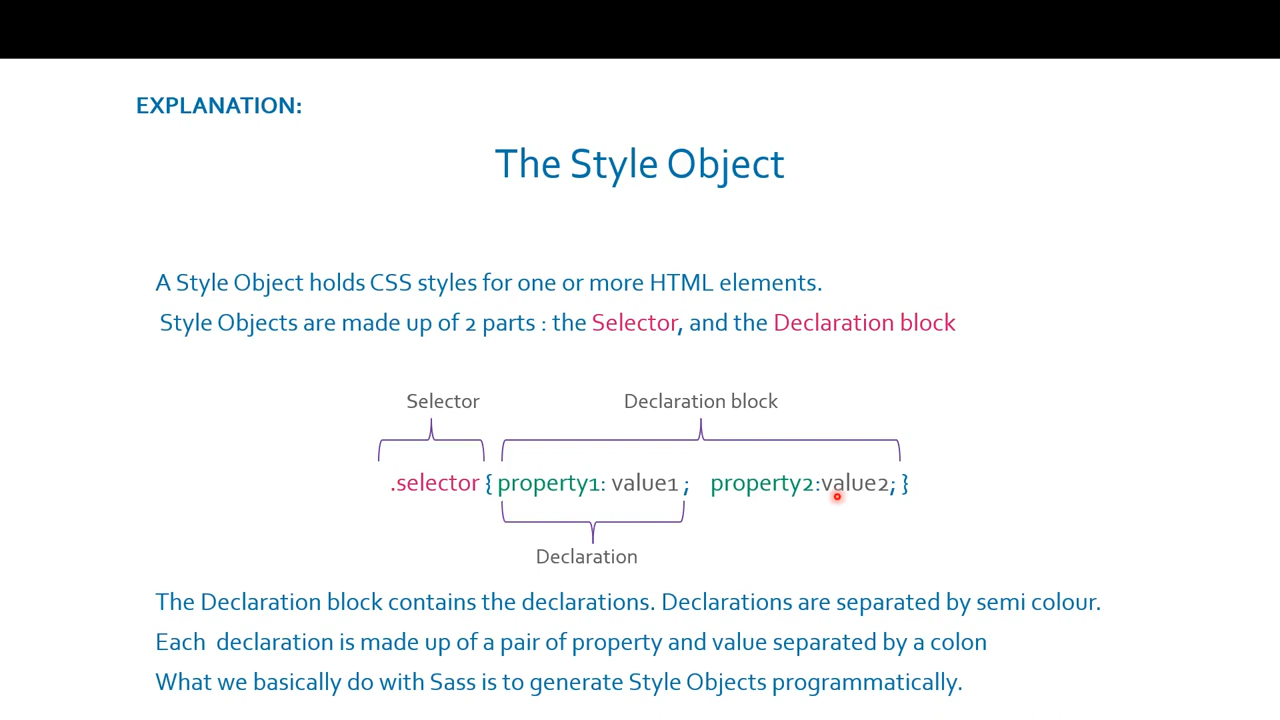 EXPLANATION:
The Style Object
A Style Object holds CSS styles for one or more HTML elements.
Style Objects are made up of 2 parts : the Selector, and the Declaration block
Selector Declaration block
.selector { property1: value1 ; property2:value2; }
Declaration
The Declaration block contains the declarations. Declarations are separated by semi colour.
Each declaration is made up of a pair of property and value separated by a colon
What we basically do with Sass is to generate Style Objects programmatically.